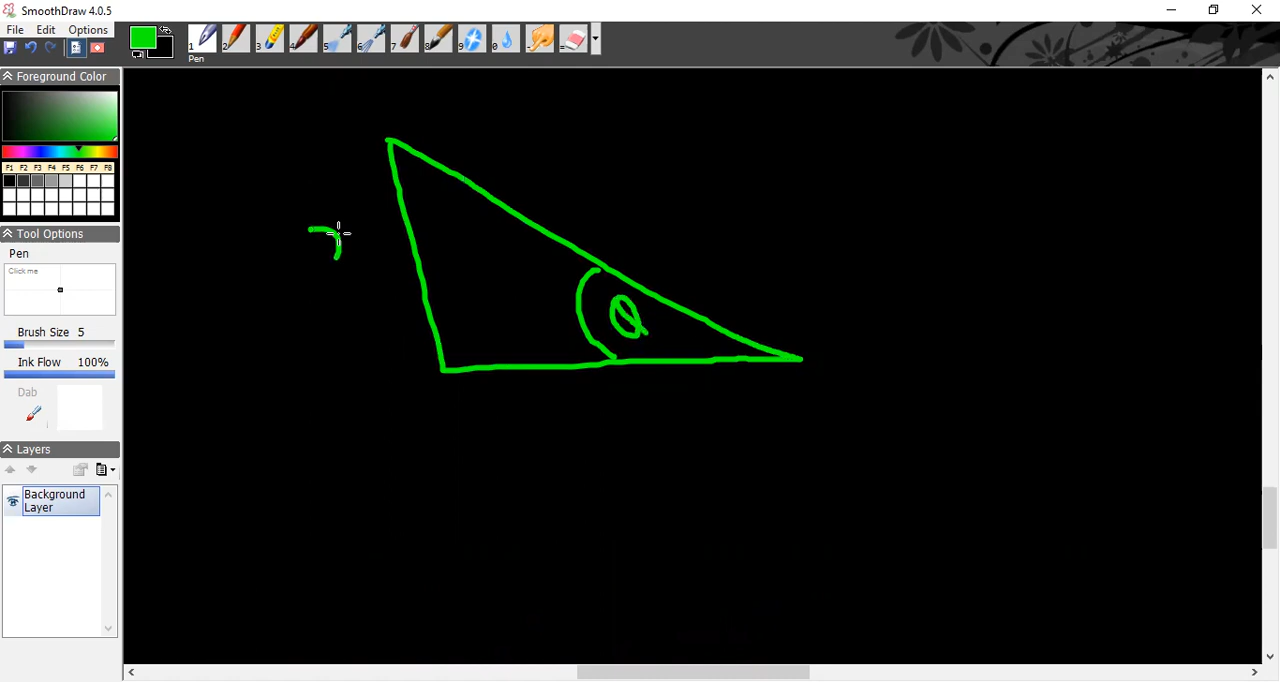 SmoothDraw 4.0.5
File Edit Options
1 2 3 4 5 6 7 8 9 0 - =
Pen
Foreground Color
F1 F2 F3 F4 F5 F6 F7 F8
Tool Options
Pen
Click me
Brush Size 5
Ink Flow 100%
Dab
Layers
Background
Layer